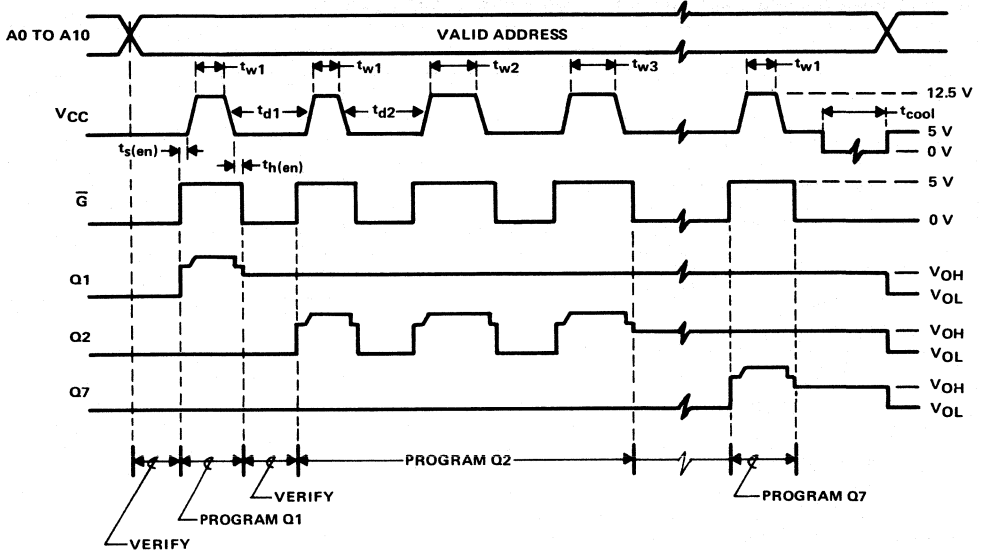 A0 TO A10
VALID ADDRESS
tw1 tw1 tw2 tw3 tw1
12.5 V
VCC
td1 td2 tcool
5 V
ts(en) th(en)
0 V
G
5 V
0 V
Q1
VOH
VOL
Q2
VOH
VOL
Q7
VOH
VOL
PROGRAM Q2
VERIFY
PROGRAM Q7
PROGRAM Q1
VERIFY